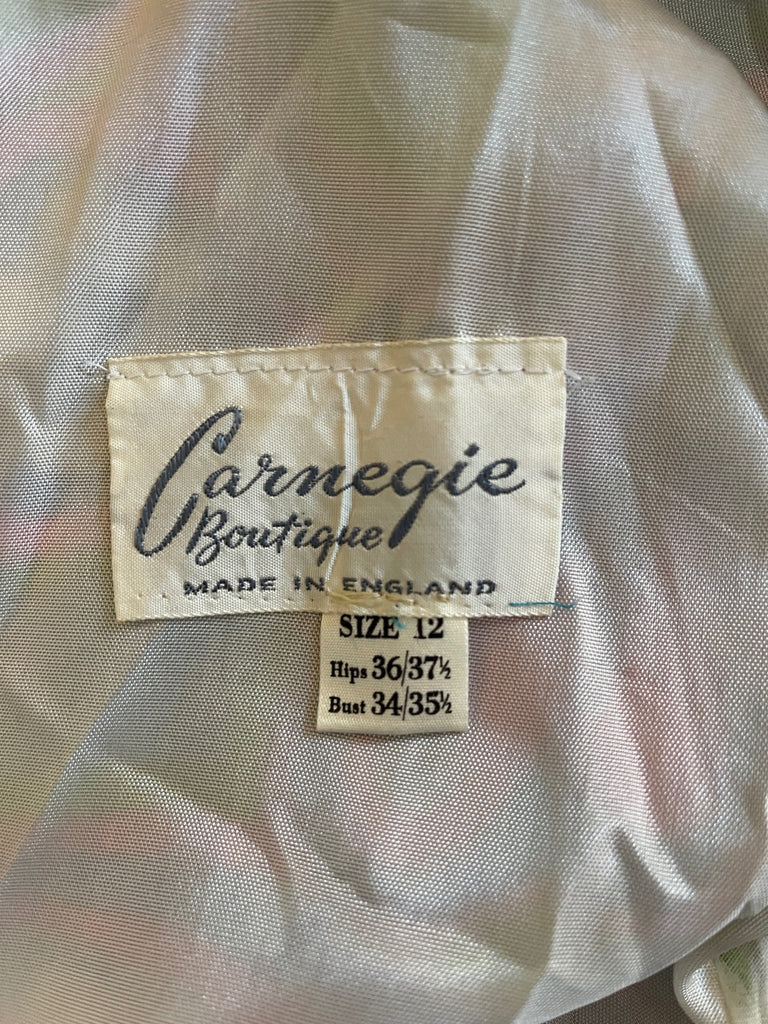 Carnegie
Boutique
MADE IN ENGLAND
SIZE 12
Hips 36/37½
Bust 34/35½